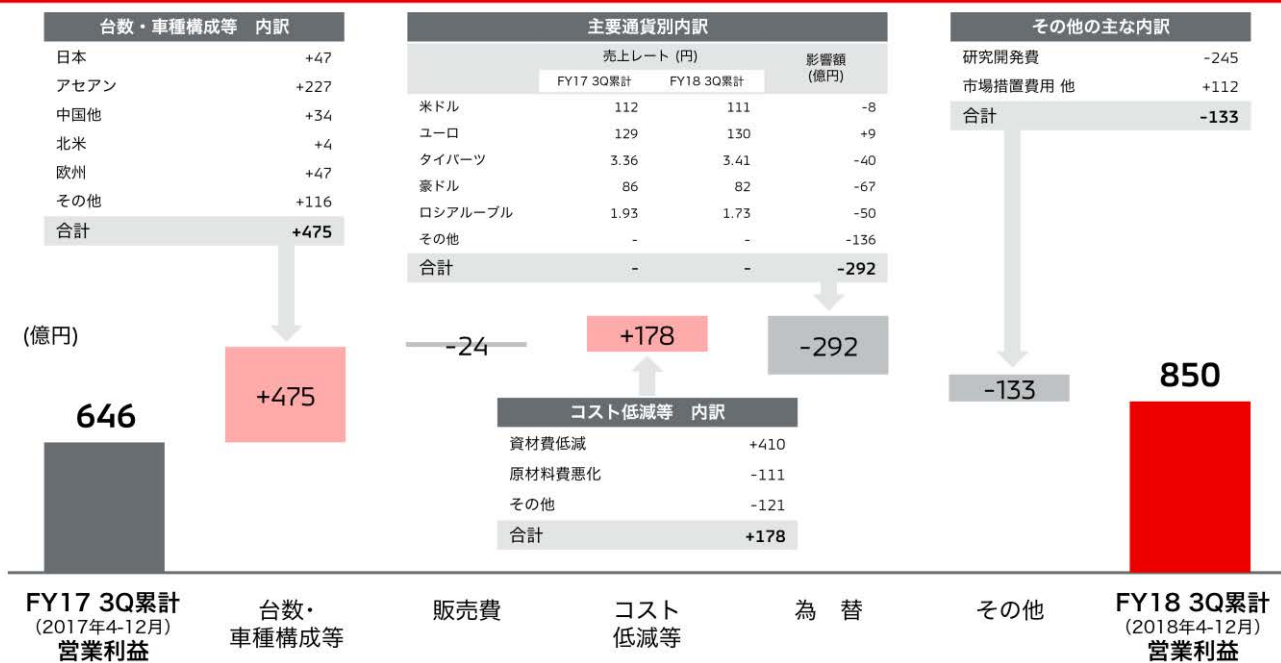 台数・車種構成等 内訳
日本 +47
アセアン +227
中国他 +34
北米 +4
欧州 +47
その他 +116
合計 +475
主要通貨別内訳
売上レート (円) 影響額
(億円)
FY17 3Q累計 FY18 3Q累計
米ドル 112 111 -8
ユーロ 129 130 +9
タイバーツ 3.36 3.41 -40
豪ドル 86 82 -67
ロシアルーブル 1.93 1.73 -50
その他 - - -136
合計 - - -292
その他の主な内訳
研究開発費 -245
市場措置費用 他 +112
合計 -133
(億円)
646
+475
-24
+178
-292
-133
850
コスト低減等 内訳
資材費低減 +410
原材料費悪化 -111
その他 -121
合計 +178
FY17 3Q累計
(2017年4-12月)
営業利益
台数・
車種構成等
販売費
コスト
低減等
為 替
その他
FY18 3Q累計
(2018年4-12月)
営業利益